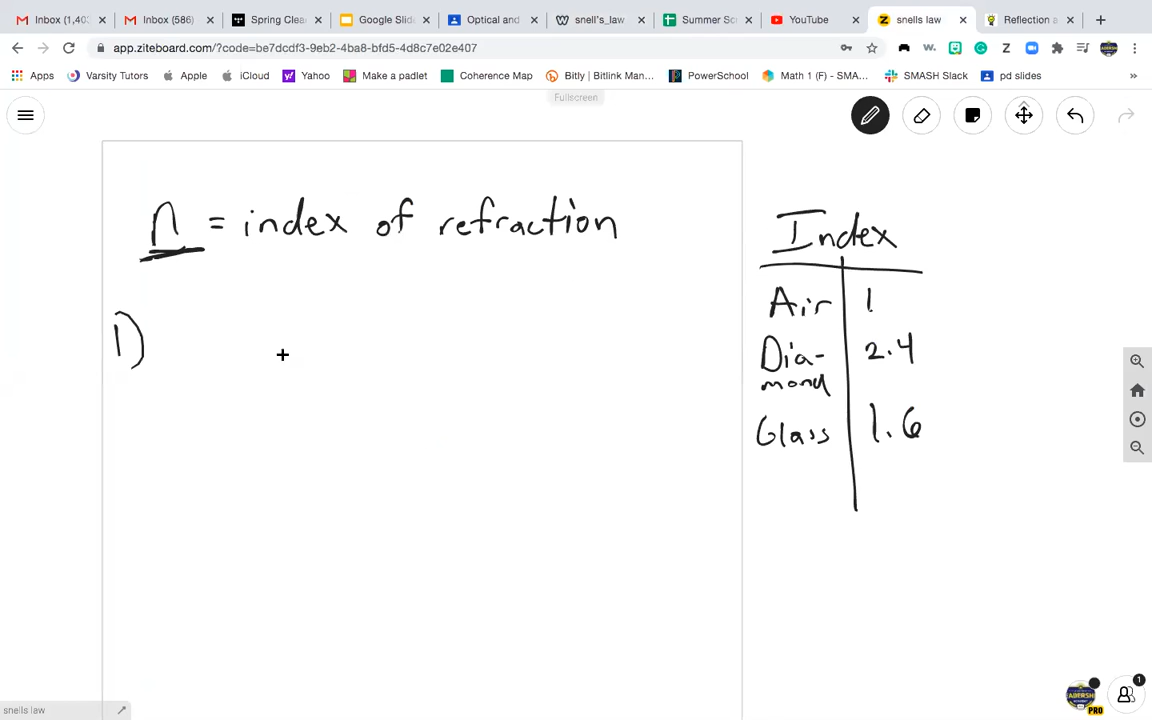 Inbox (1,403
Inbox (586)
Spring Clea
Google Slide
Optical and
snell's_law
Summer Sc
YouTube
snells law
Reflection a
app.ziteboard.com/?code=be7dcdf3-9eb2-4ba8-bfd5-4d8c7e02e407
Apps
Varsity Tutors
Apple
iCloud
Yahoo
Make a padlet
Coherence Map
Bitly | Bitlink Man...
PowerSchool
Math 1 (F) - SMA...
SMASH Slack
pd slides
Fullscreen
n = index of refraction
Index
Air 1
Dia-
mond 2.4
Glass 1.6
1)
snells law
PRO
1